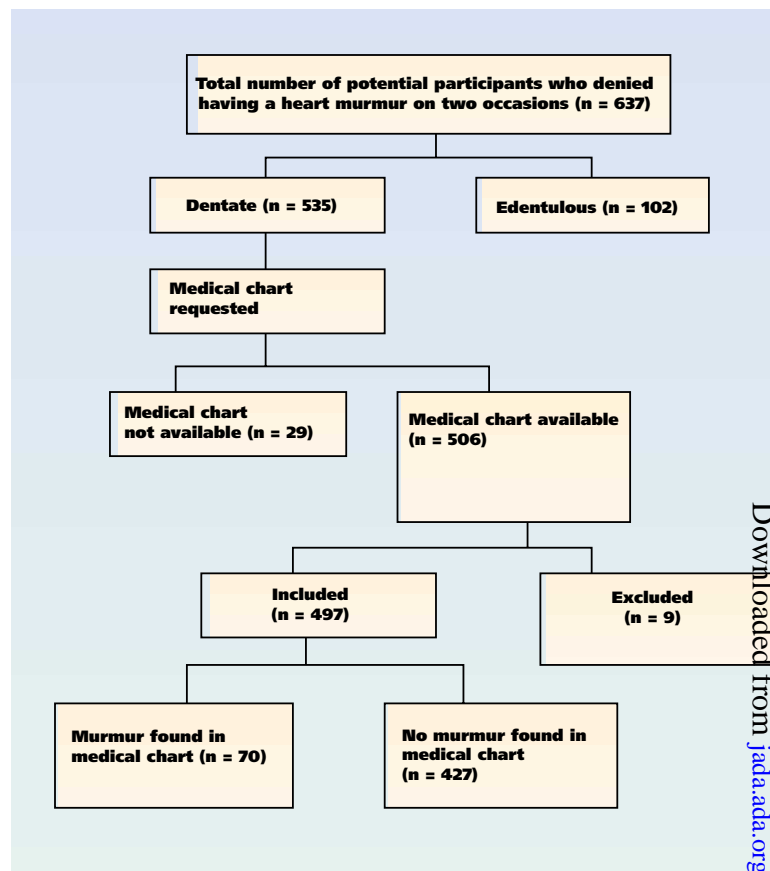 Total number of potential participants who denied
having a heart murmur on two occasions (n = 637)
Dentate (n = 535)
Edentulous (n = 102)
Medical chart
requested
Medical chart
not available (n = 29)
Medical chart available
(n = 506)
Included
(n = 497)
Excluded
(n = 9)
Murmur found in
medical chart (n = 70)
No murmur found in
medical chart
(n = 427)
Downloaded from jada.ada.org